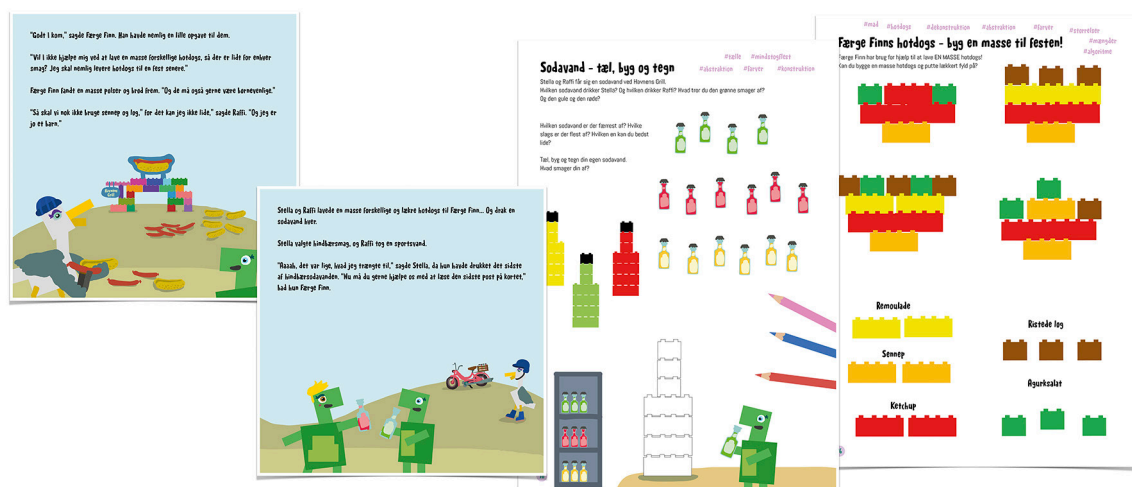 "Godt I kom," sagde Færge Finn. Han havde nemlig en lille opgave til dem.
"Vil I ikke hjælpe mig ved at lave en masse forskellige hotdogs, så der er lidt for enhver
smag? Jeg skal nemlig levere hotdogs til en fest senere."
Færge Finn fandt en masse pølser og brød frem. "Og de må også gerne være børnevenlige."
"Så skal vi nok ikke bruge sennep og løg," for det kan jeg ikke lide," sagde Raffi. "Og jeg er
jo et barn."
Havnens
Grill
Stella og Raffi lavede en masse forskellige og lækre hotdogs til Færge Finn... Og drak en
sodavand hver.
Stella valgte hindbærsmag, og Raffi tog en sportsvand.
"Raaah, det var lige, hvad jeg trængte til," sagde Stella, da hun havde drukket det sidste
af hindbærsodavanden. "Nu må du gerne hjælpe os med at læse den sidste post på kortet,"
bad hun Færge Finn.
#tælle #mindstogflest
#abstraktion #farver #konstruktion
Sodavand - tæl, byg og tegn
Stella og Raffi får sig en sodavand ved Havnens Grill.
Hvilken sodavand drikker Stella? Og hvilken drikker Raffi? Hvad tror du den grønne smager af?
Og den gule og den røde?
Hvilken sodavand er der færrest af? Hvilke
slags er der flest af? Hvilken en kan du bedst
lide?
Tæl, byg og tegn din egen sodavand.
Hvad smager din af?
#mad #hotdogs #dekonstruktion #abstraktion #farver #størrelser
#mængder
#algoritme
Færge Finns hotdogs - byg en masse til festen!
Færge Finn har brug for hjælp til at lave EN MASSE hotdogs!
Kan du bygge en masse hotdogs og putte lækkert fyld på?
Remoulade
Ristede løg
Sennep
Agurksalat
Ketchup